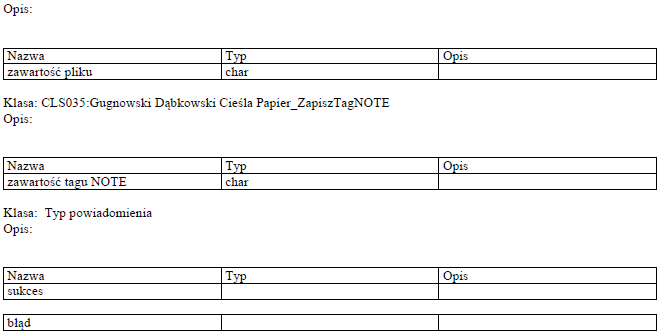 Opis:
Nazwa Typ Opis
zawartość pliku char
Klasa: CLS035:Gugnowski Dąbkowski Cieśla Papier_ZapiszTagNOTE
Opis:
Nazwa Typ Opis
zawartość tagu NOTE char
Klasa: Typ powiadomienia
Opis:
Nazwa Typ Opis
sukces
błąd